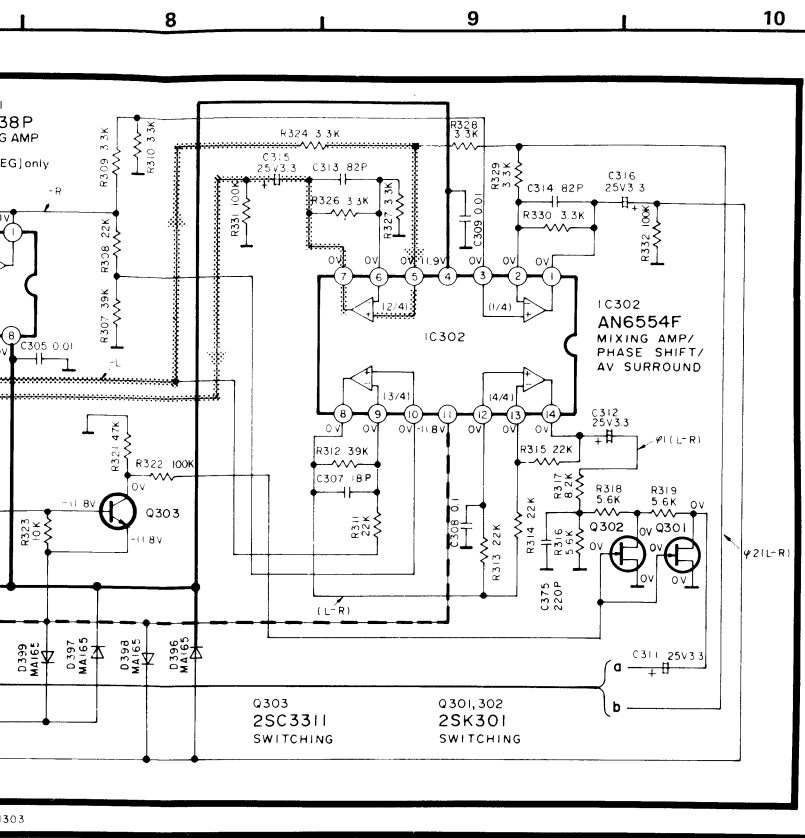 8
9
10
38P
G AMP
EG]only
-R
R309 3.3K
R310 3.3K
R324 3.3K
R328
3.3K
C315
25V3.3
C313 82P
R331 100K
R326 3.3K
R327 3.3K
C309 0.01
R329
3.3K
C314 82P
C316
25V3.3
R330 3.3K
R332 100K
1V
1
R308 22K
R307 39K
8
0V
C305 0.01
-L
0V
0V
0V
11.9V
0V
0V
0V
7
6
5
4
3
2
1
(2/4)
(1/4)
IC302
IC302
AN6554F
MIXING AMP/
PHASE SHIFT/
AV SURROUND
(3/4)
(4/4)
8
9
10
11
12
13
14
0V
0V
0V
-11.8V
0V
0V
0V
C312
25V3.3
φ1(L-R)
R321 47K
R322 100K
0V
-11.8V
Q303
-11.8V
R323
10K
R312 39K
C307 18P
R311
22K
C308 0.1
R313 22K
R315 22K
R314 22K
R317
8.2K
R318
5.6K
R319
5.6K
0V
R316
5.6K
C375
220P
Q302
0V
Q301
0V
0V
0V
0V
φ2(L-R)
(L-R)
D399
MA165
D397
MA165
D398
MA165
D396
MA165
C311 25V3.3
a
b
Q303
2SC3311
SWITCHING
Q301,302
2SK301
SWITCHING
303